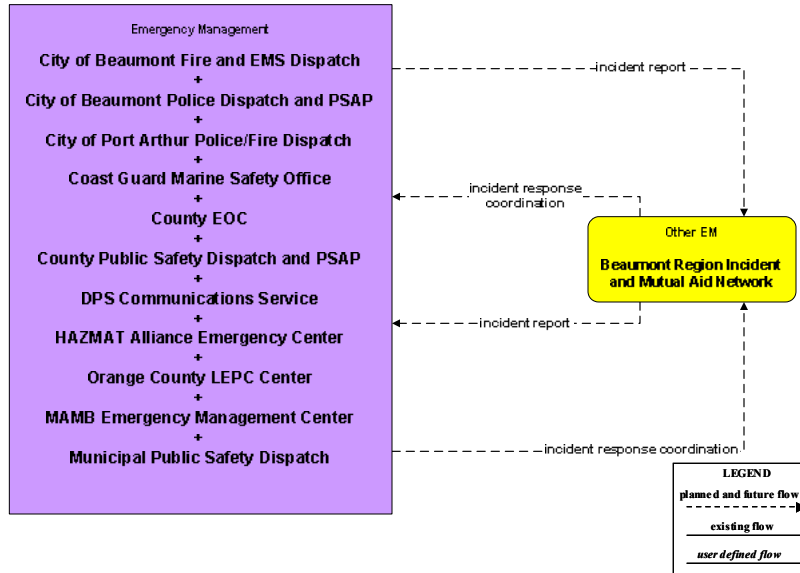 Emergency Management
City of Beaumont Fire and EMS Dispatch
+
City of Beaumont Police Dispatch and PSAP
+
City of Port Arthur Police/Fire Dispatch
+
Coast Guard Marine Safety Office
+
County EOC
+
County Public Safety Dispatch and PSAP
+
DPS Communications Service
+
HAZMAT Alliance Emergency Center
+
Orange County LEPC Center
+
MAMB Emergency Management Center
+
Municipal Public Safety Dispatch
incident report
incident response
coordination
Other EM
Beaumont Region Incident
and Mutual Aid Network
incident report
incident response coordination
LEGEND
planned and future flow
existing flow
user defined flow